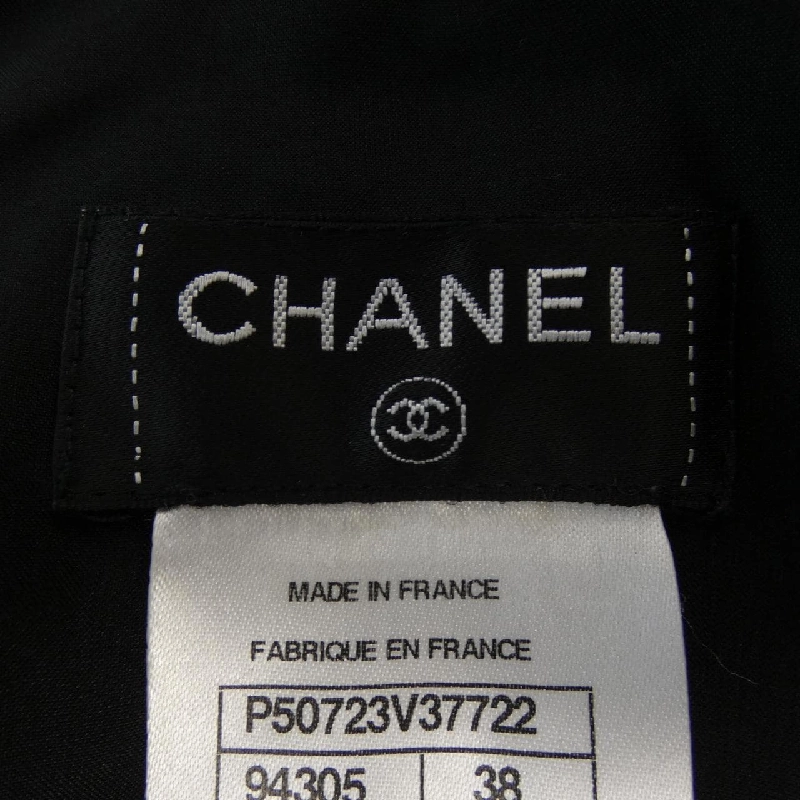 CHANEL
MADE IN FRANCE
FABRIQUE EN FRANCE
P50723V37722
94305 38